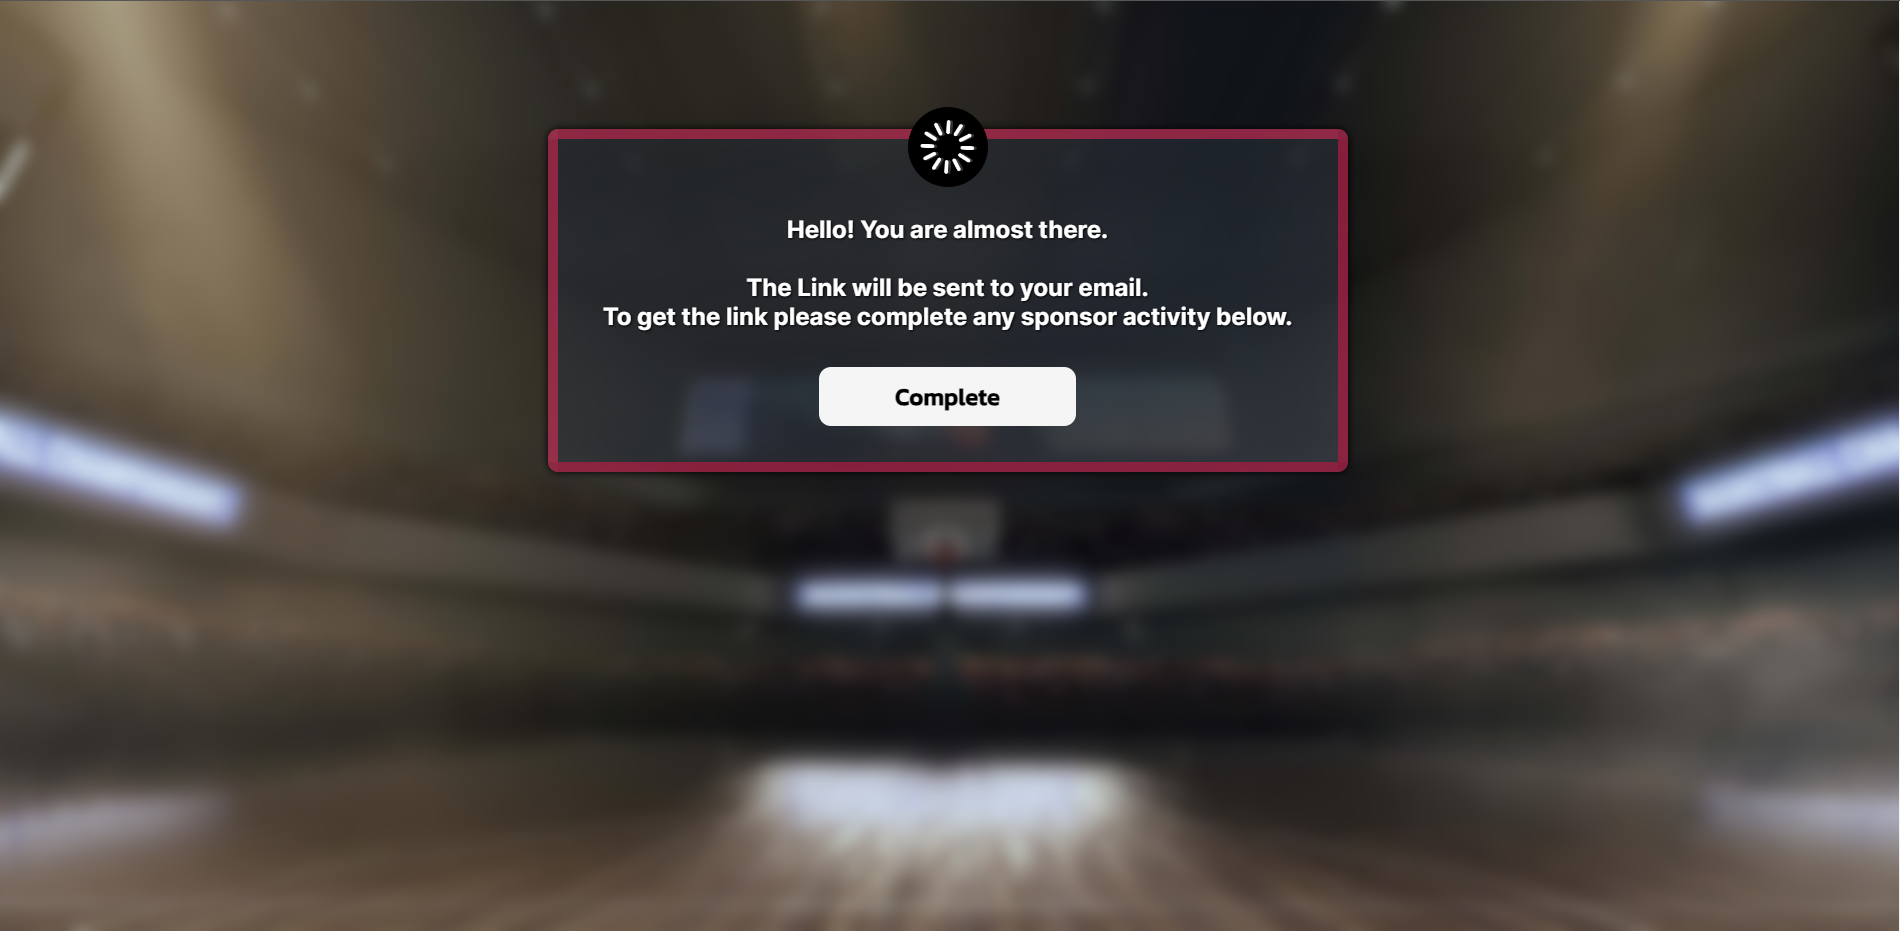 Hello! You are almost there.
The Link will be sent to your email.
To get the link please complete any sponsor activity below.
Complete